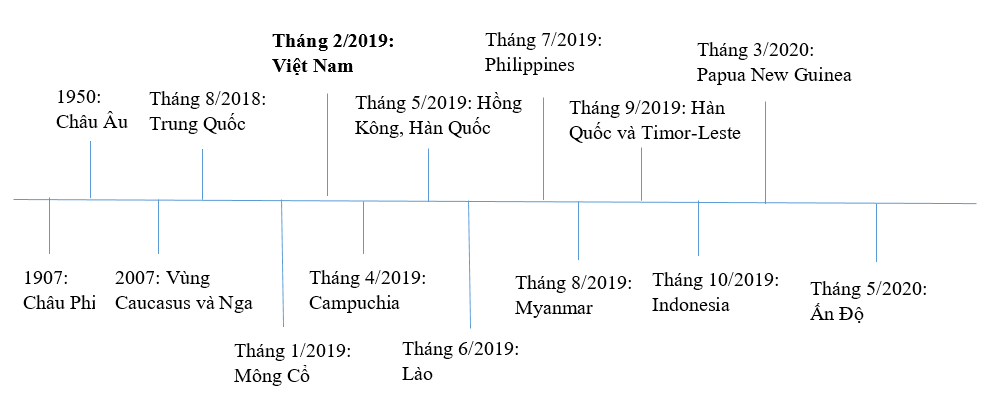 1907:
Châu Phi
1950:
Châu Âu
2007: Vùng
Caucasus và Nga
Tháng 8/2018:
Trung Quốc
Tháng 1/2019:
Mông Cổ
Tháng 2/2019:
Việt Nam
Tháng 4/2019:
Campuchia
Tháng 5/2019: Hồng
Kông, Hàn Quốc
Tháng 6/2019:
Lào
Tháng 7/2019:
Philippines
Tháng 8/2019:
Myanmar
Tháng 9/2019: Hàn
Quốc và Timor-Leste
Tháng 10/2019:
Indonesia
Tháng 3/2020:
Papua New Guinea
Tháng 5/2020:
Ấn Độ